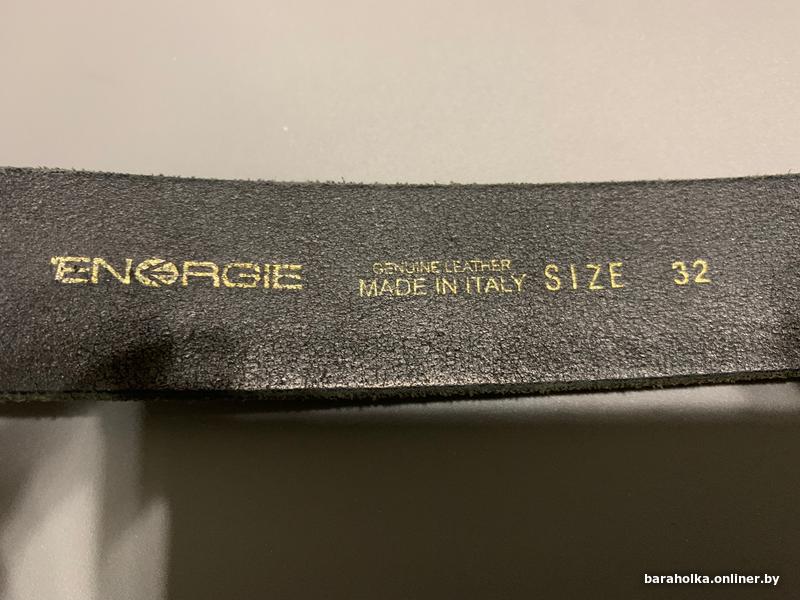 ENERGIE
GENUINE LEATHER
MADE IN ITALY
SIZE 32
baraholka.onliner.by